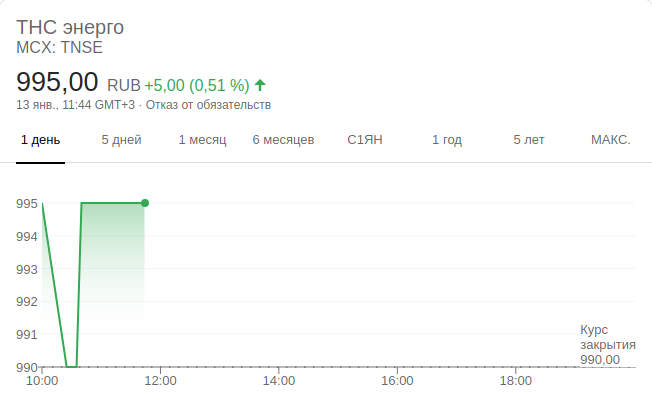 ТНС энерго
MCX: TNSE
995,00 RUB +5,00 (0,51 %)
13 янв., 11:44 GMT+3 · Отказ от обязательств
1 день 5 дней 1 месяц 6 месяцев С1ЯН 1 год 5 лет МАКС.
995
994
993
992
991
Курс
закрытия
990,00
990
10:00 12:00 14:00 16:00 18:00